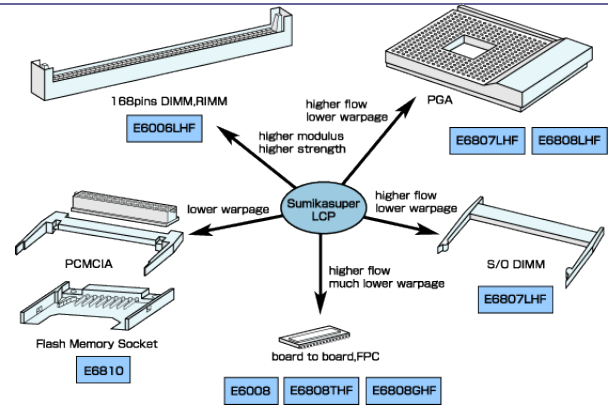 168pins DIMM,RIMM
E6006LHF
higher modulus
higher strength
higher flow
lower warpage
PGA
E6807LHF
E6808LHF
Sumikasuper
LCP
lower warpage
PCMCIA
Flash Memory Socket
E6810
higher flow
lower warpage
S/O DIMM
E6807LHF
higher flow
much lower warpage
board to board,FPC
E6008
E6808THF
E6808GHF